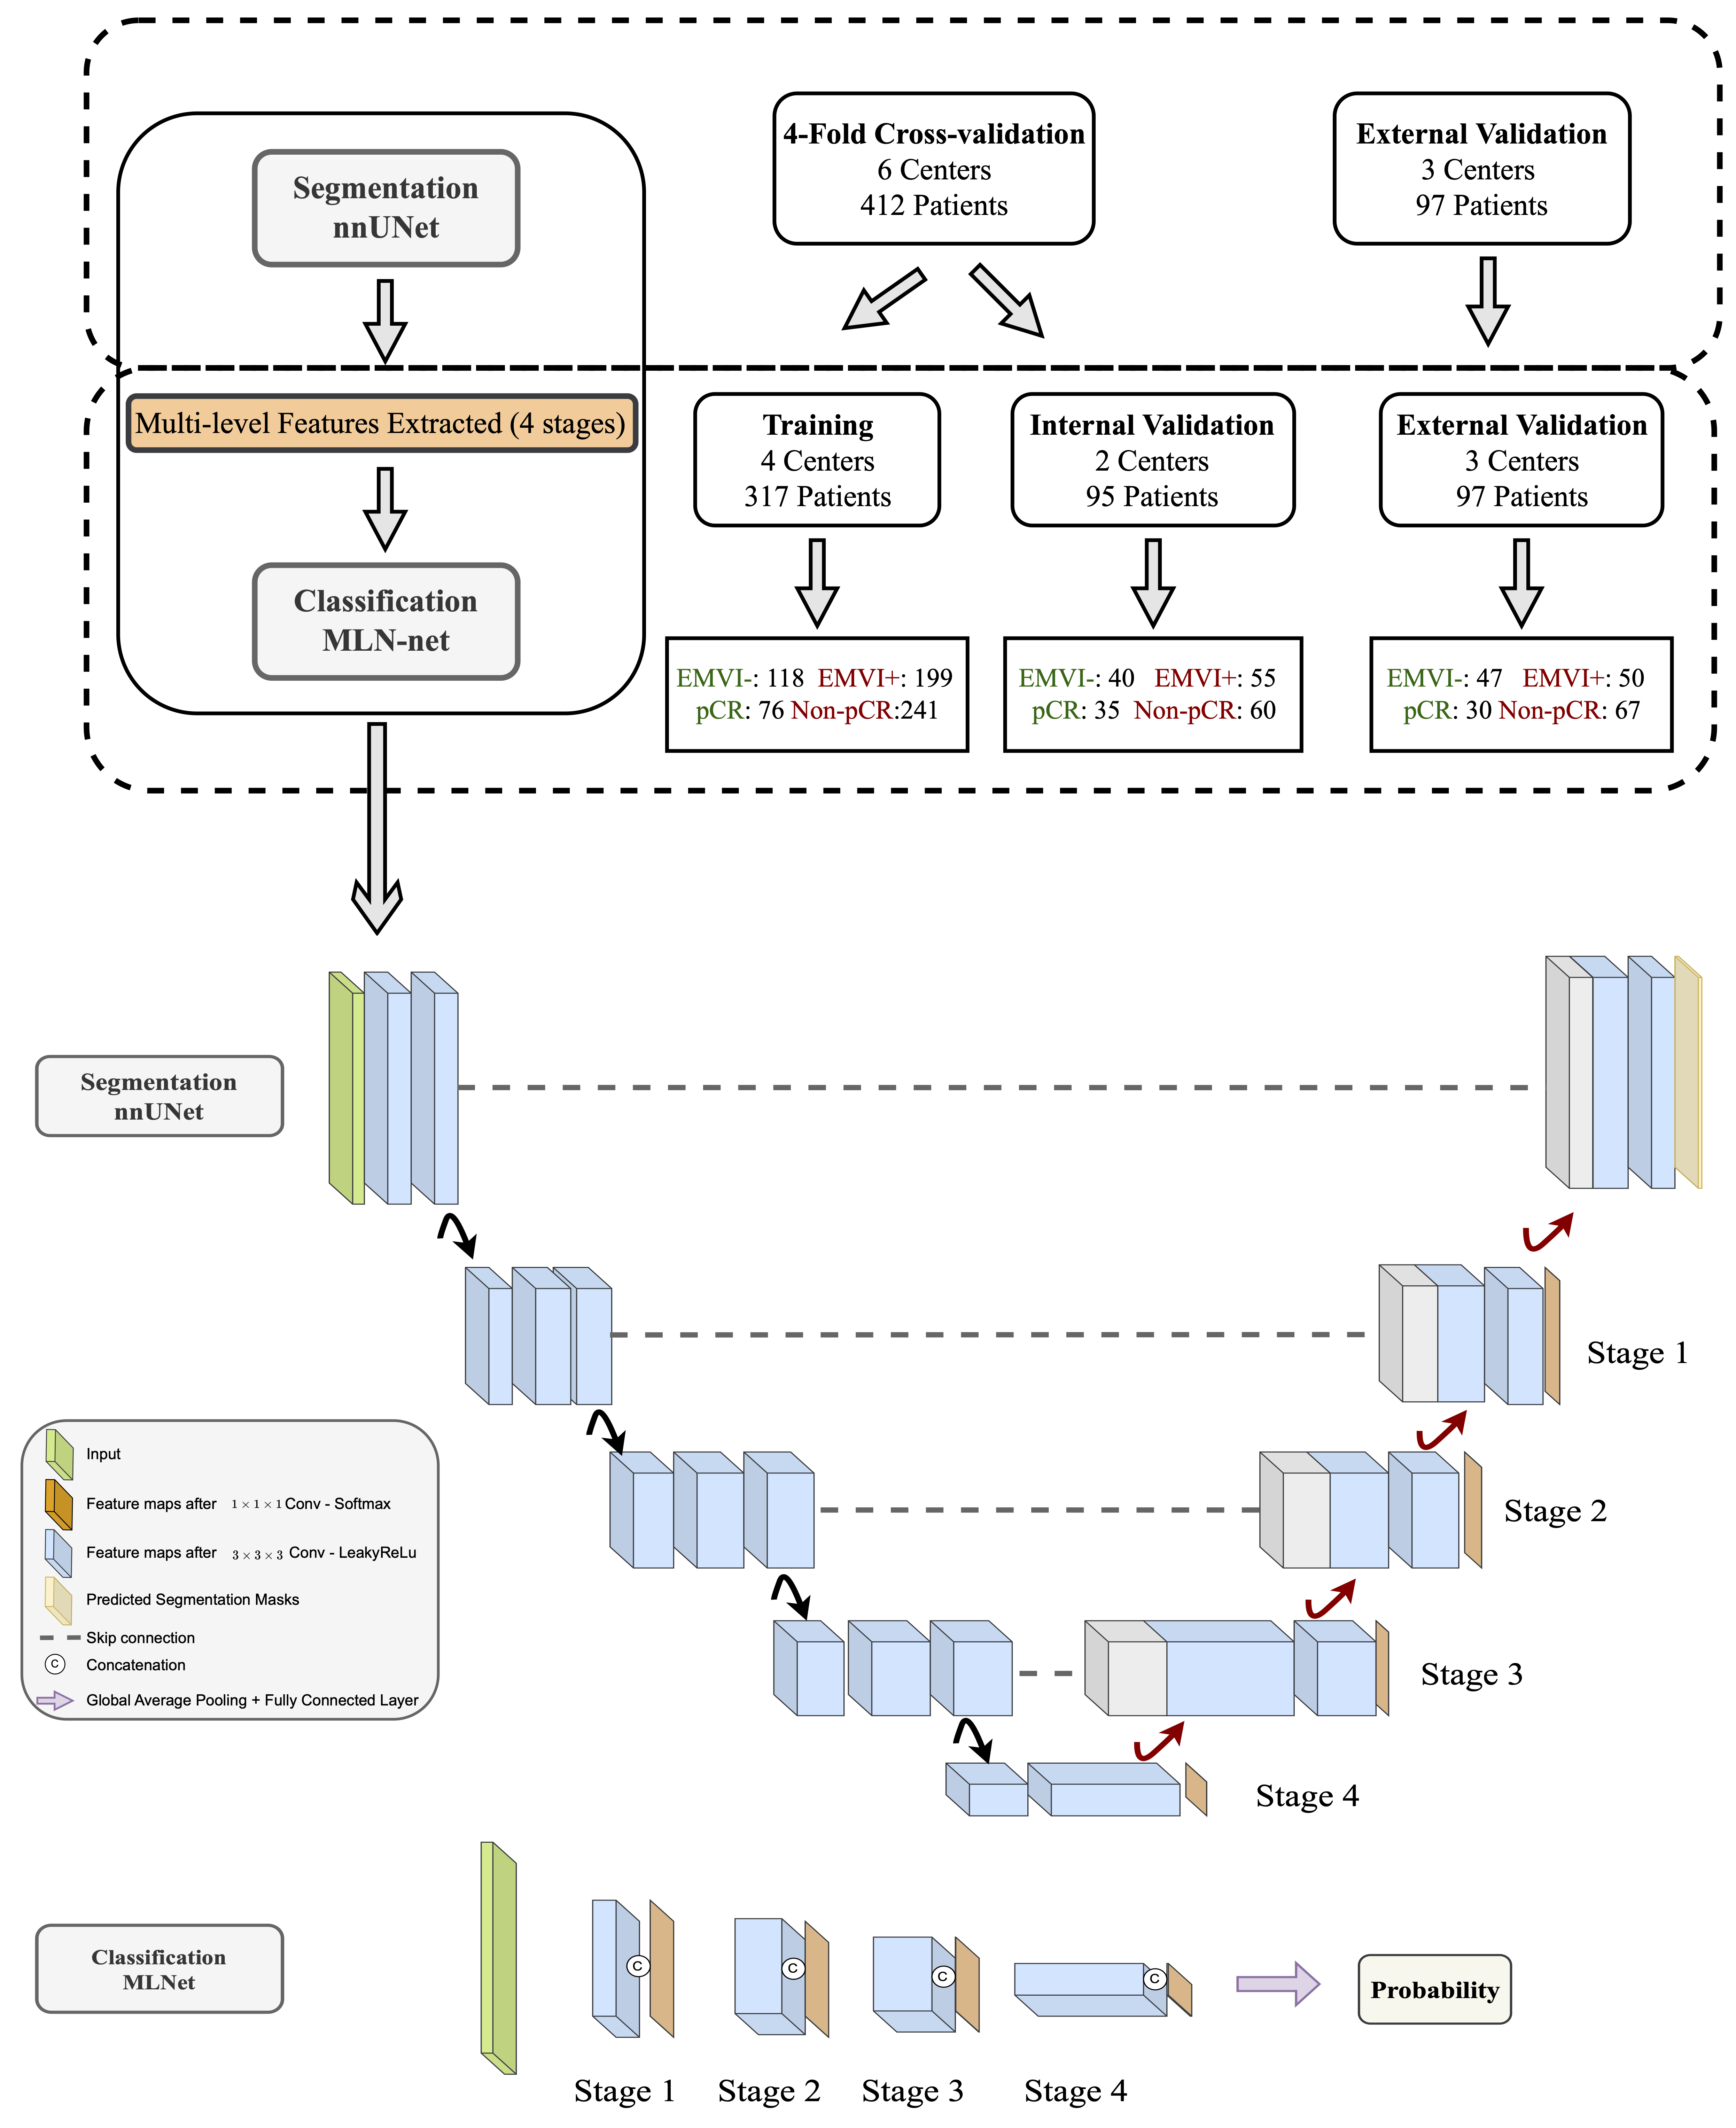 Segmentation
nnUNet
Multi-level Features Extracted (4 stages)
Classification
MLN-net
4-Fold Cross-validation
6 Centers
412 Patients
External Validation
3 Centers
97 Patients
Training
4 Centers
317 Patients
Internal Validation
2 Centers
95 Patients
External Validation
3 Centers
97 Patients
EMVI-: 118 EMVI+: 199
pCR: 76 Non-pCR:241
EMVI-: 40 EMVI+: 55
pCR: 35 Non-pCR: 60
EMVI-: 47 EMVI+: 50
pCR: 30 Non-pCR: 67
Segmentation
nnUNet
Stage 1
Stage 2
Stage 3
Stage 4
Input
Feature maps after 1 × 1 × 1 Conv - Softmax
Feature maps after 3 × 3 × 3 Conv - LeakyReLu
Predicted Segmentation Masks
Skip connection
C Concatenation
Global Average Pooling + Fully Connected Layer
Classification
MLNet
C
C
C
C
Probability
Stage 1
Stage 2
Stage 3
Stage 4